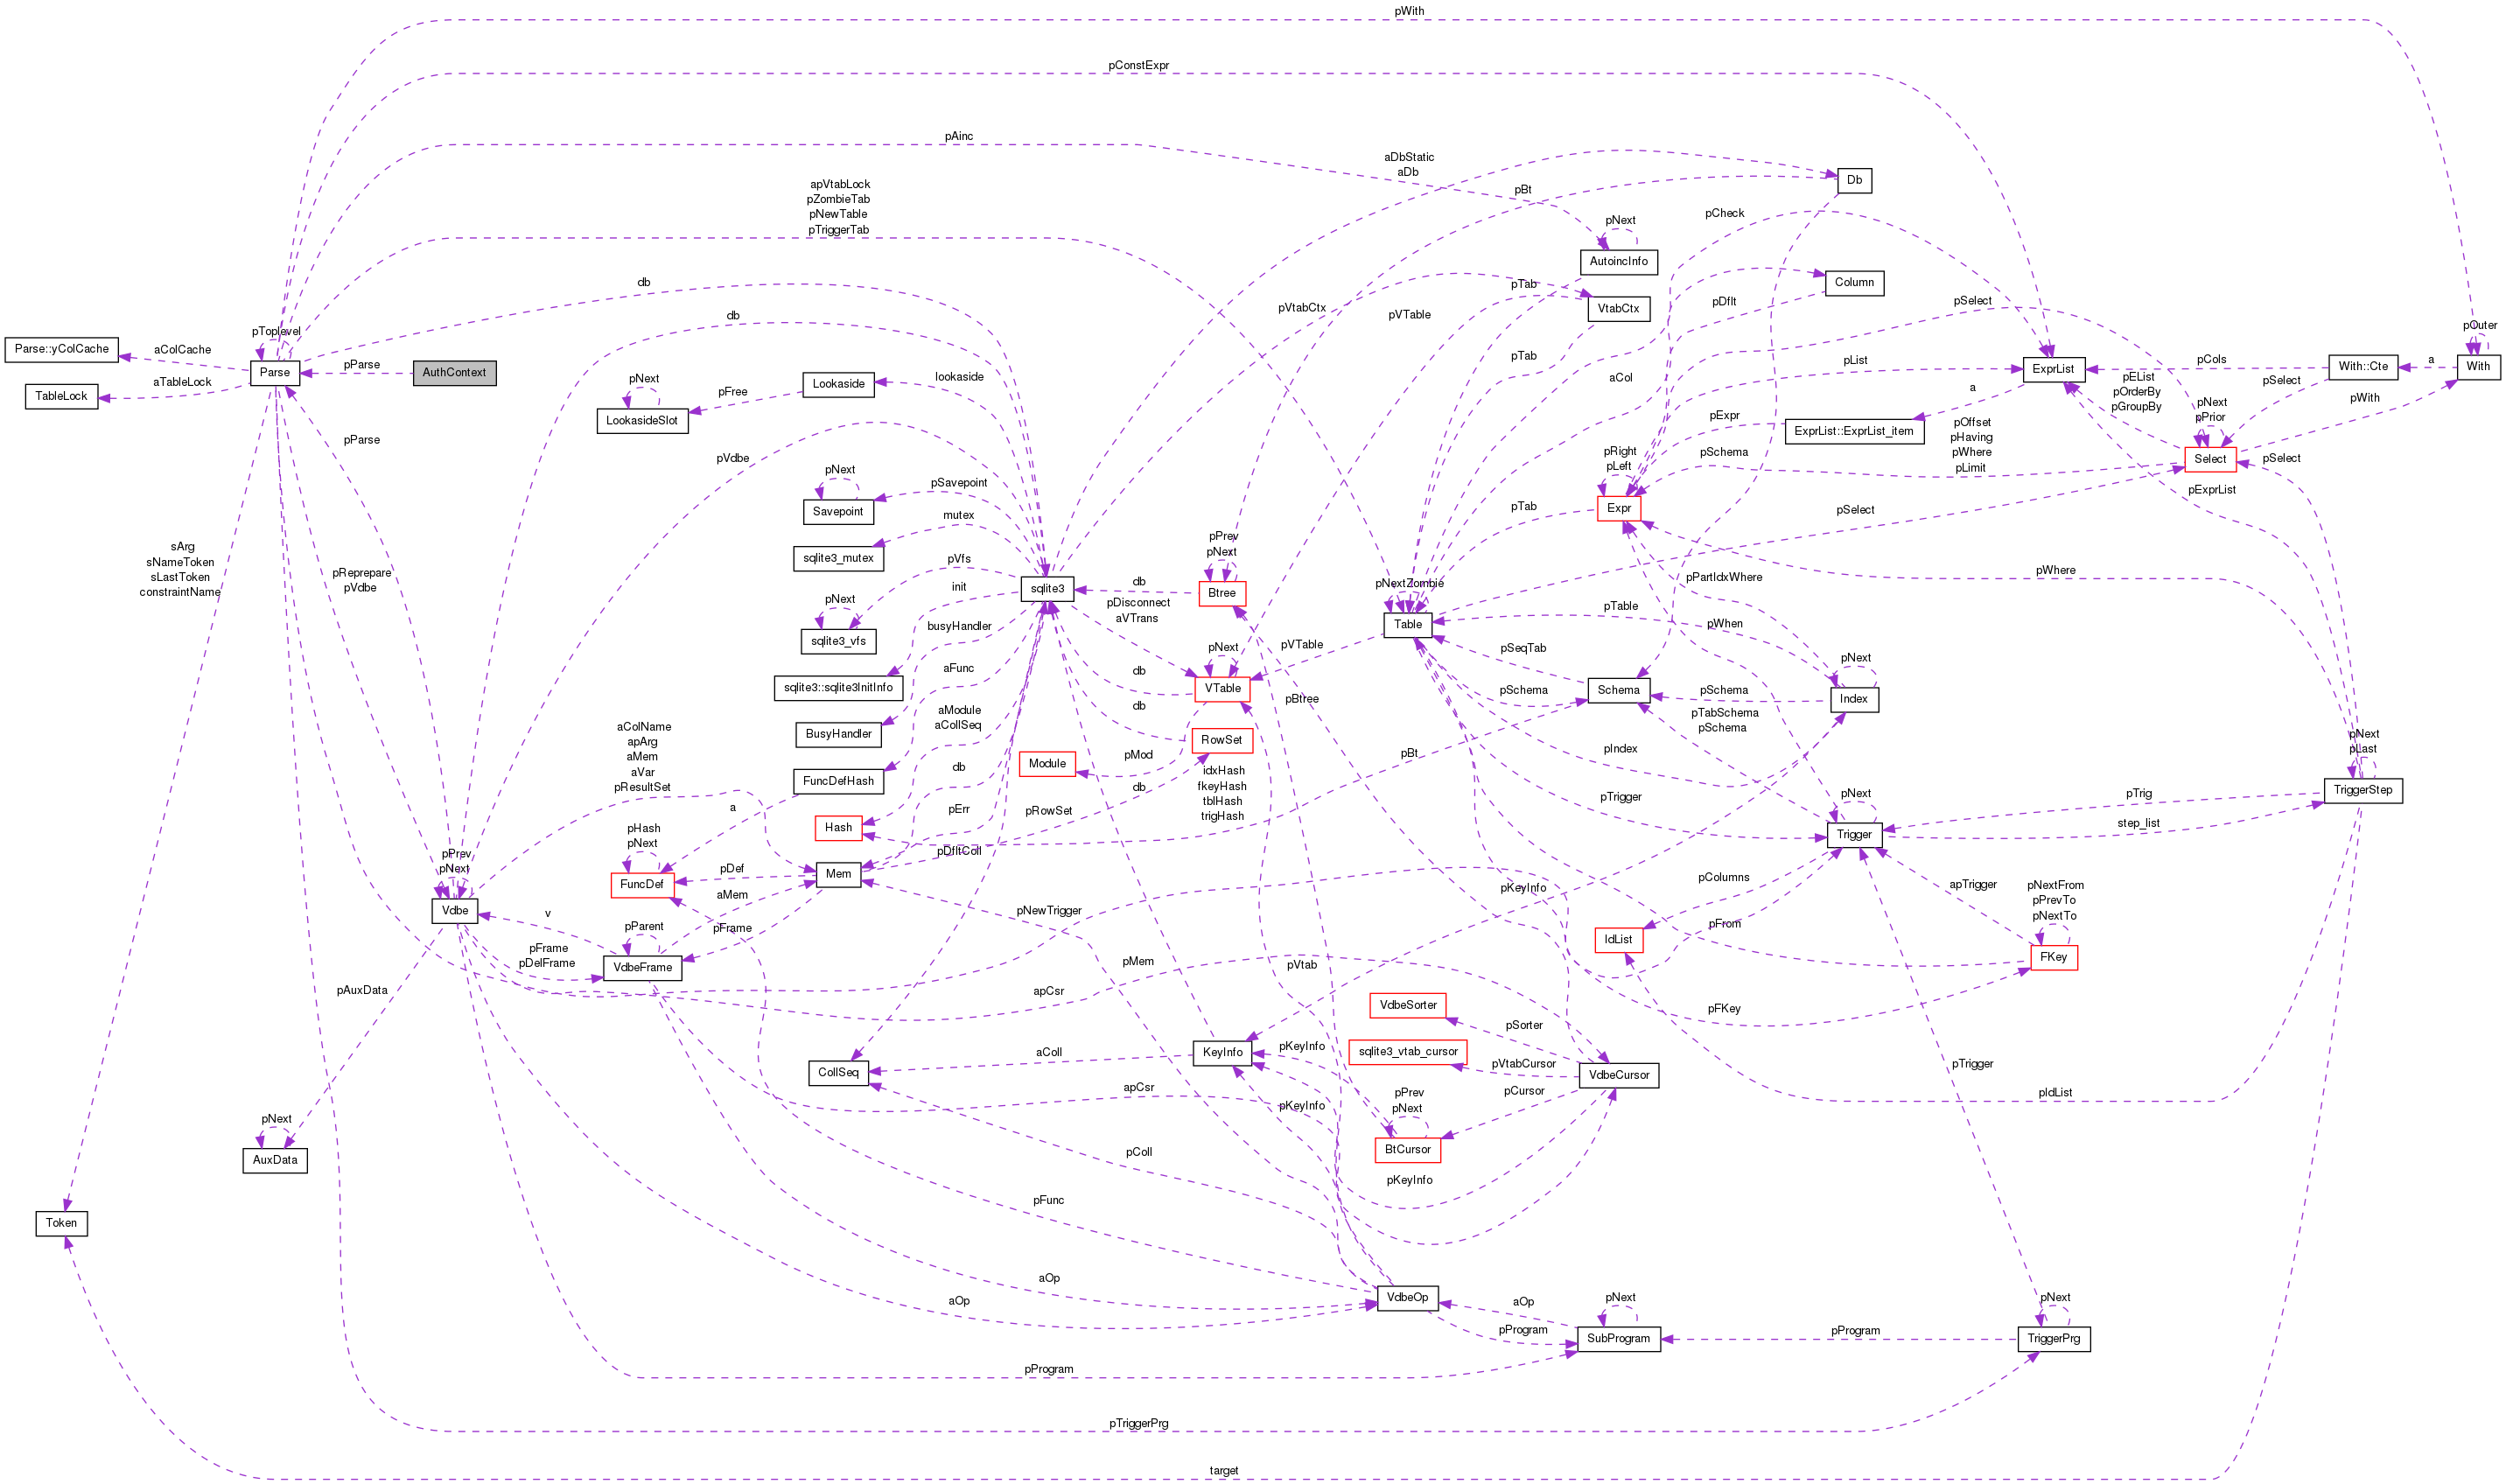 pWith
pConstExpr
pAinc
aDbStatic
aDb
Db
apVtabLock
pZombieTab
pNewTable
pTriggerTab
pBt
pNext
pCheck
AutoincInfo
db
pTab
Column
pVtabCtx
VtabCtx
pDflt
pSelect
db
pVTable
pToplevel
pOuter
Parse::yColCache
aColCache
pTab
pList
pCols
a
Parse
pParse
AuthContext
lookaside
aCol
ExprList
With::Cte
With
TableLock
aTableLock
pNext
Lookaside
pFree
a
pEList
pOrderBy
pGroupBy
pSelect
pNext
pPrior
pWith
LookasideSlot
pExpr
ExprList::ExprList_item
pOffset
pHaving
pWhere
pLimit
pParse
pVdbe
pRight
pLeft
pSchema
Select
pSelect
pNext
pSavepoint
pExprList
Savepoint
mutex
pTab
Expr
pSelect
sArg
sNameToken
sLastToken
constraintName
pReprepare
pVdbe
sqlite3_mutex
pVfs
pPrev
pNext
pNextZombie
pPartIdxWhere
pWhere
sqlite3
db
Btree
init
pDisconnect
aVTrans
pNext
busyHandler
pTable
pWhen
Table
sqlite3_vfs
pNext
pVTable
pSeqTab
pNext
aFunc
db
sqlite3::sqlite3InitInfo
VTable
pSchema
Schema
pSchema
Index
aModule
aCollSeq
db
pBtree
pTabSchema
pSchema
aColName
apArg
aMem
aVar
pResultSet
BusyHandler
RowSet
pNext
pLast
pMod
pBt
pIndex
Module
db
FuncDefHash
idxHash
fkeyHash
tblHash
trigHash
db
TriggerStep
a
pErr
pRowSet
pTrigger
pNext
pTrig
step_list
Hash
pHash
pNext
Trigger
pDfltColl
pPrev
pNext
pDef
Mem
FuncDef
aMem
pKeyInfo
pColumns
apTrigger
pNextFrom
pPrevTo
pNextTo
Vdbe
v
pNewTrigger
pParent
pFrame
pFrom
IdList
pFrame
pDelFrame
VdbeFrame
pMem
pVtab
FKey
pAuxData
apCsr
VdbeSorter
pFKey
pSorter
KeyInfo
pKeyInfo
sqlite3_vtab_cursor
aColl
pVtabCursor
pTrigger
CollSeq
VdbeCursor
apCsr
pPrev
pNext
pCursor
pIdList
pKeyInfo
pNext
BtCursor
AuxData
pColl
pKeyInfo
pFunc
Token
aOp
aOp
VdbeOp
aOp
pNext
pNext
pProgram
SubProgram
pProgram
TriggerPrg
pProgram
pTriggerPrg
target